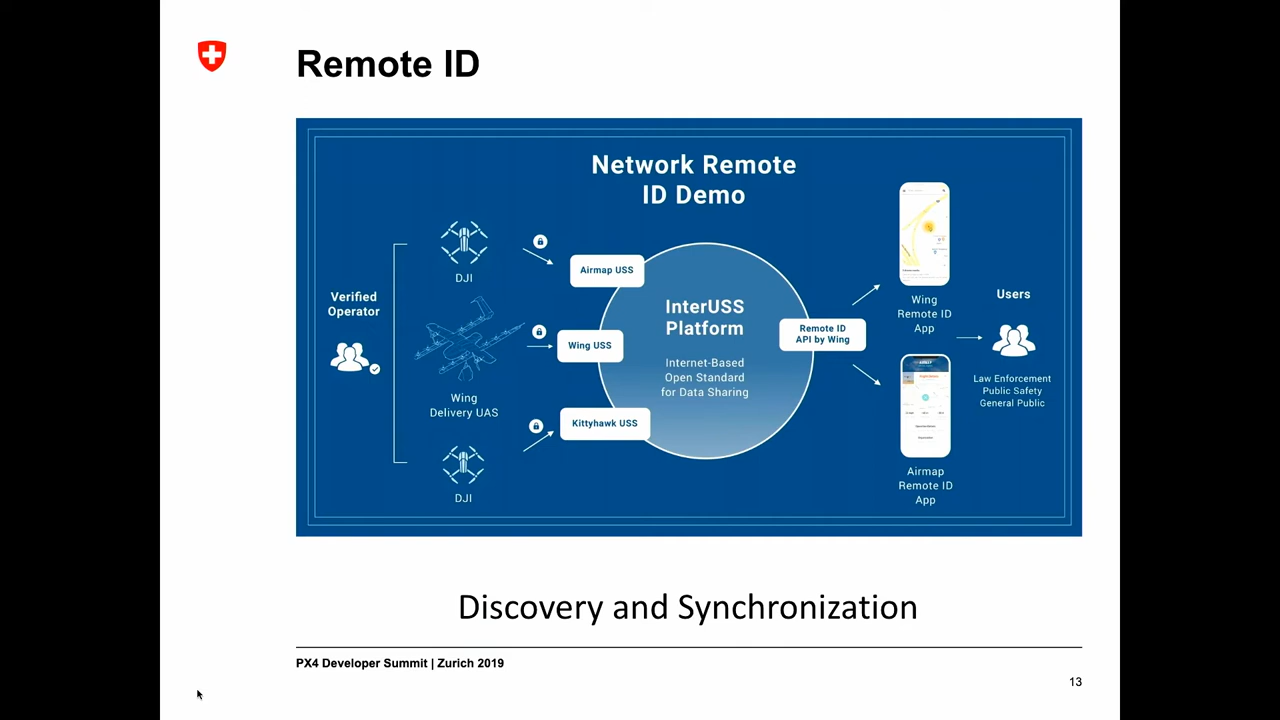 Remote ID
Network Remote
ID Demo
Verified
Operator
DJI
Wing
Delivery UAS
DJI
Airmap USS
Wing USS
Kittyhawk USS
InterUSS
Platform
Internet-Based
Open Standard
for Data Sharing
Remote ID
API by Wing
Wing
Remote ID
App
Airmap
Remote ID
App
Users
Law Enforcement
Public Safety
General Public
Discovery and Synchronization
PX4 Developer Summit | Zurich 2019
13